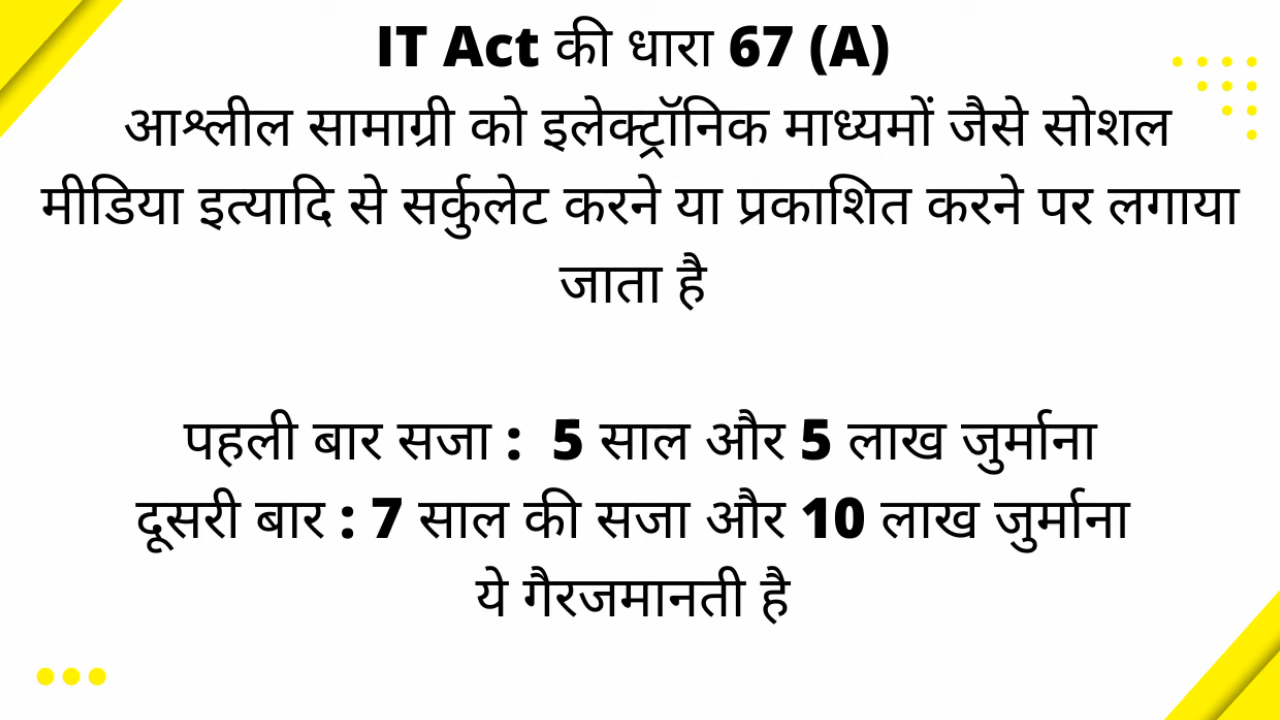 IT Act की धारा 67 (A)
आश्लील सामाग्री को इलेक्ट्रॉनिक माध्यमों जैसे सोशल
मीडिया इत्यादि से सर्कुलेट करने या प्रकाशित करने पर लगाया
जाता है
पहली बार सजा : 5 साल और 5 लाख जुर्माना
दूसरी बार : 7 साल की सजा और 10 लाख जुर्माना
ये गैरजमानती है